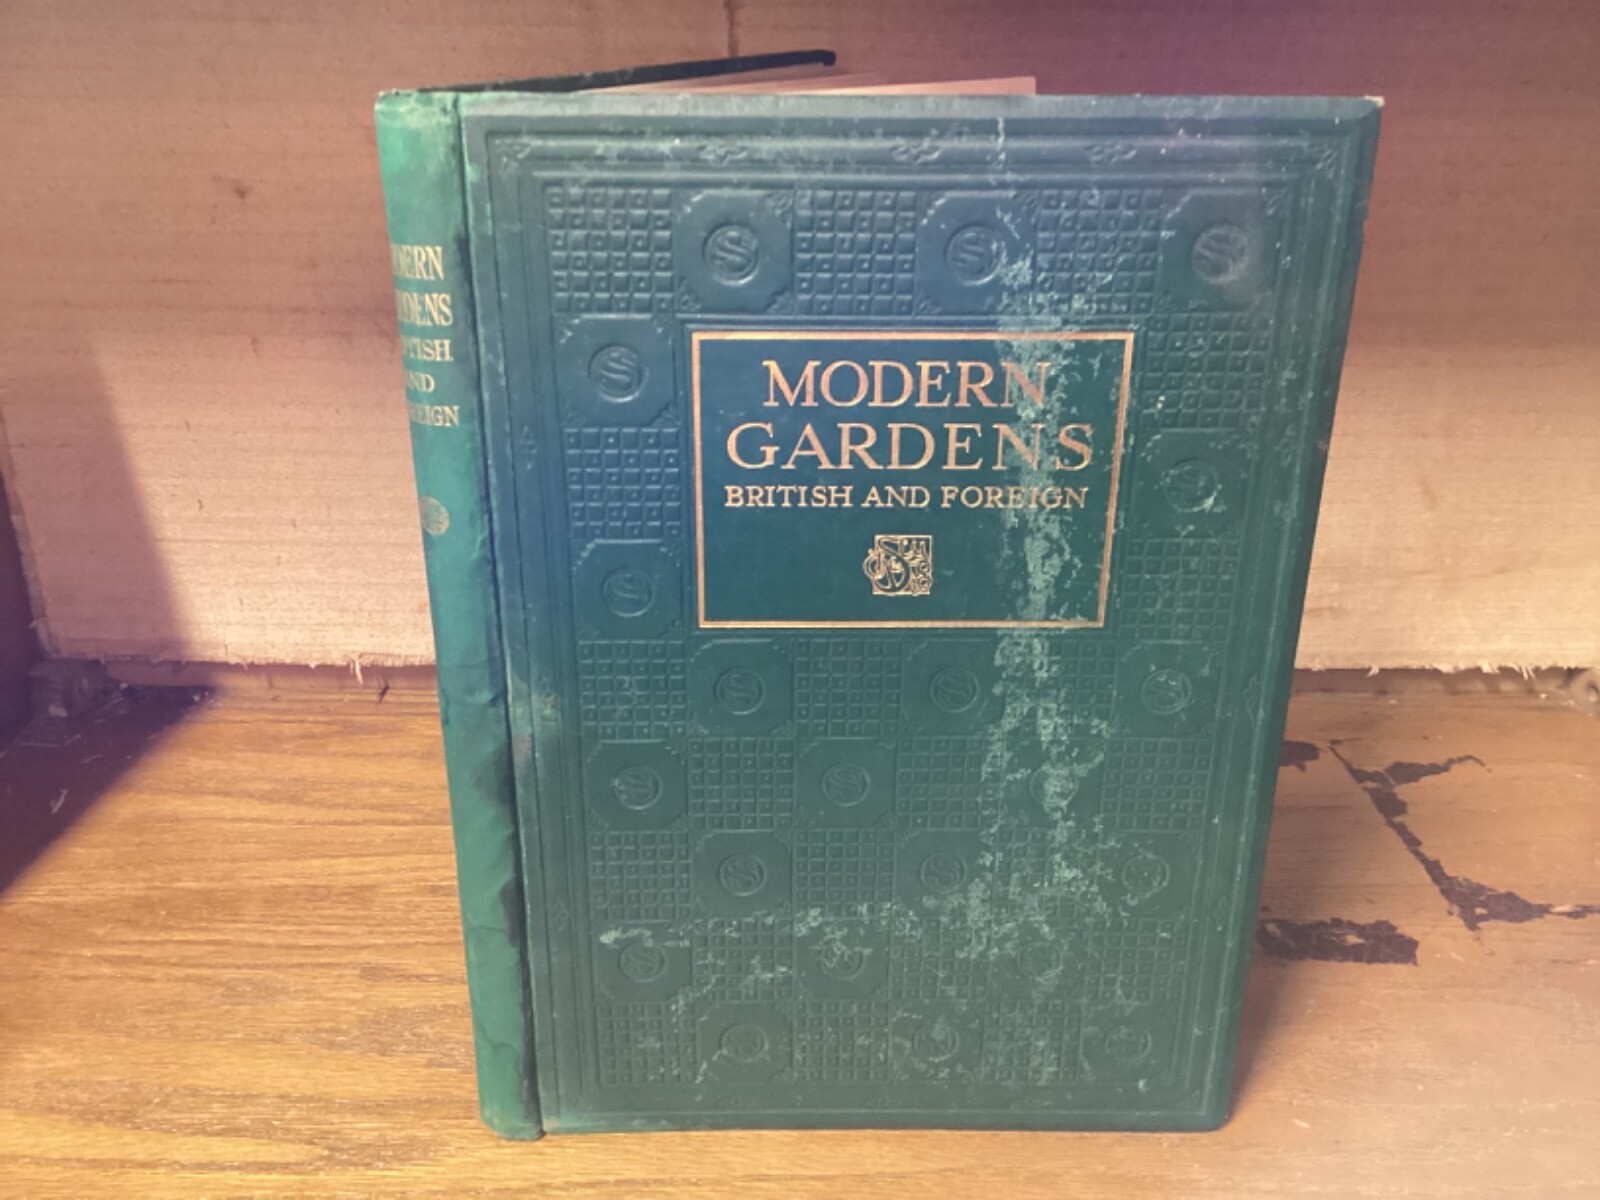 MODERN
GARDENS
BRITISH
AND
FOREIGN
MODERN
GARDENS
BRITISH AND FOREIGN